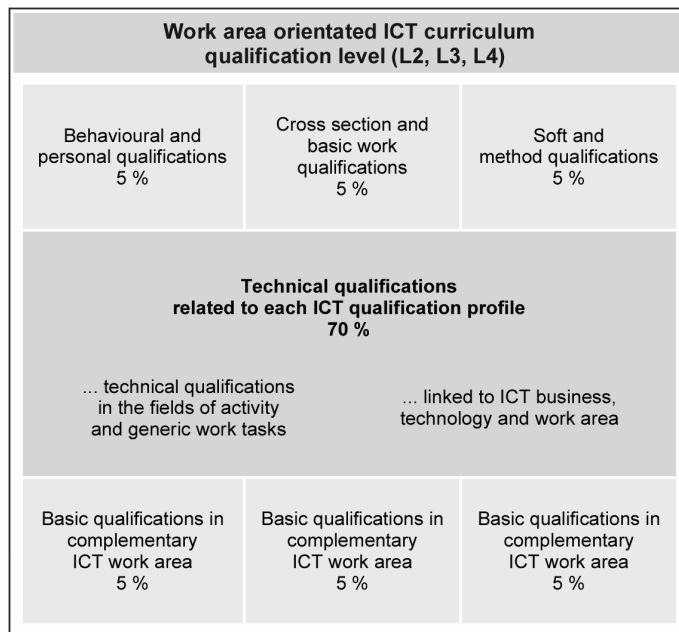 Work area orientated ICT curriculum
qualification level (L2, L3, L4)
Behavioural and
personal qualifications
5 %
Cross section and
basic work
qualifications
5 %
Soft and
method qualifications
5 %
Technical qualifications
related to each ICT qualification profile
70 %
... technical qualifications
in the fields of activity
and generic work tasks
... linked to ICT business,
technology and work area
Basic qualifications in
complementary
ICT work area
5 %
Basic qualifications in
complementary
ICT work area
5 %
Basic qualifications in
complementary
ICT work area
5 %